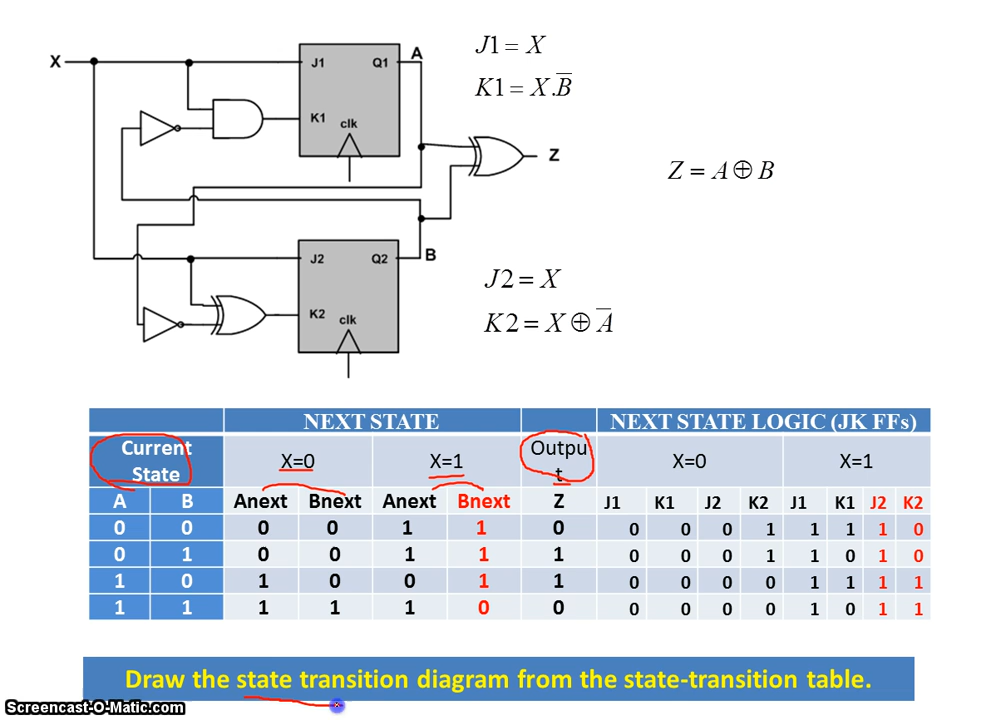 X
J1
Q1
A
K1
clk
Z
J2
Q2
B
K2
clk
J1 = X
K1 = X.B̅
Z = A ⊕ B
J2 = X
K2 = X ⊕ A̅
NEXT STATE NEXT STATE LOGIC (JK FFs)
Current
State
X=0 X=1
Outpu
t
X=0 X=1
A B Anext Bnext Anext Bnext Z J1 K1 J2 K2 J1 K1 J2 K2
0 0 0 0 1 1 0 0 0 0 1 1 1 1 0
0 1 0 0 1 1 1 0 0 0 1 1 0 1 0
1 0 1 0 0 1 1 0 0 0 0 1 1 1 1
1 1 1 1 1 0 0 0 0 0 0 1 0 1 1
Draw the state transition diagram from the state-transition table.
Screencast-O-Matic.com